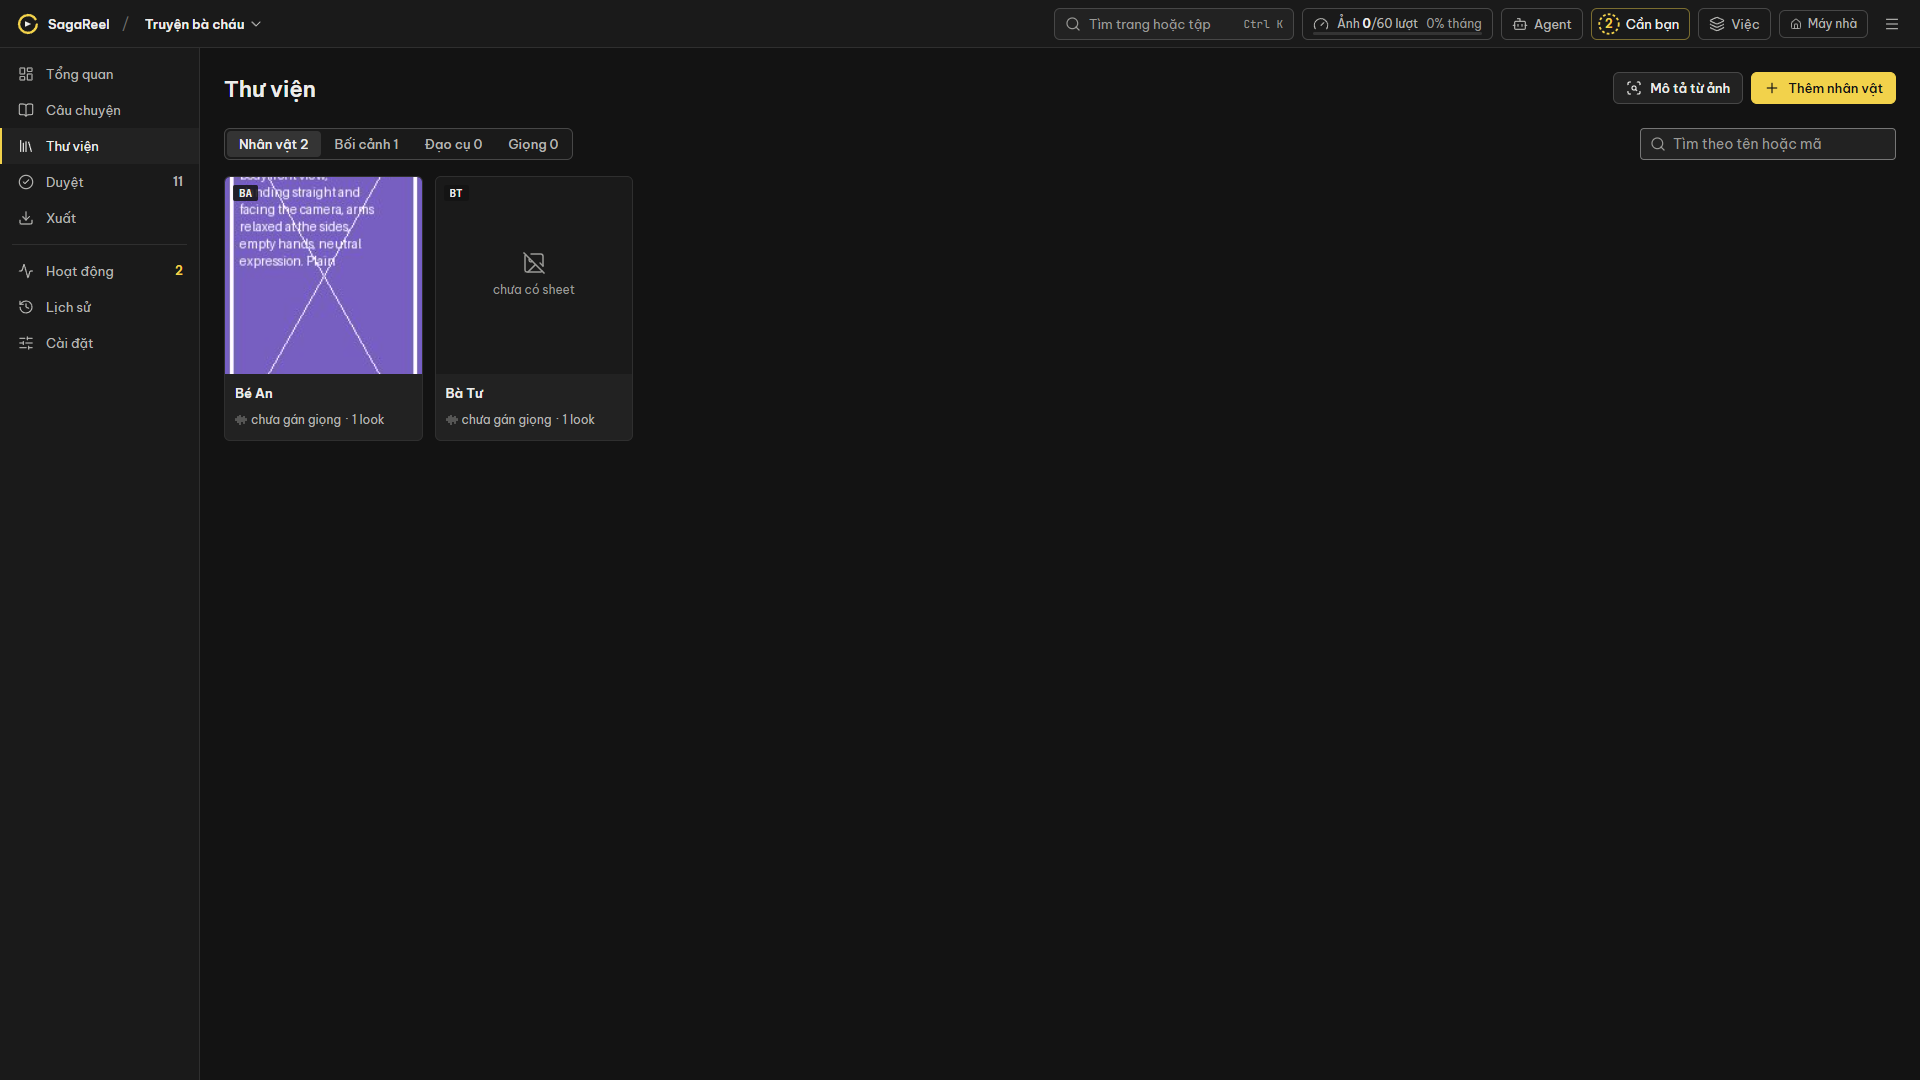 SagaReel / Truyện bà cháu
Tìm trang hoặc tập Ctrl K
Ảnh 0/60 lượt 0% tháng
Agent
2 Cần bạn
Việc
Máy nhà
Tổng quan
Câu chuyện
Thư viện
Duyệt 11
Xuất
Hoạt động 2
Lịch sử
Cài đặt
Thư viện
Mô tả từ ảnh
Thêm nhân vật
Nhân vật 2
Bối cảnh 1
Đạo cụ 0
Giọng 0
Tìm theo tên hoặc mã
BA
straight and
facing the camera, arms
relaxed at the sides,
empty hands, neutral
expression. Plain
Bé An
chưa gán giọng · 1 look
BT
chưa có sheet
Bà Tư
chưa gán giọng · 1 look